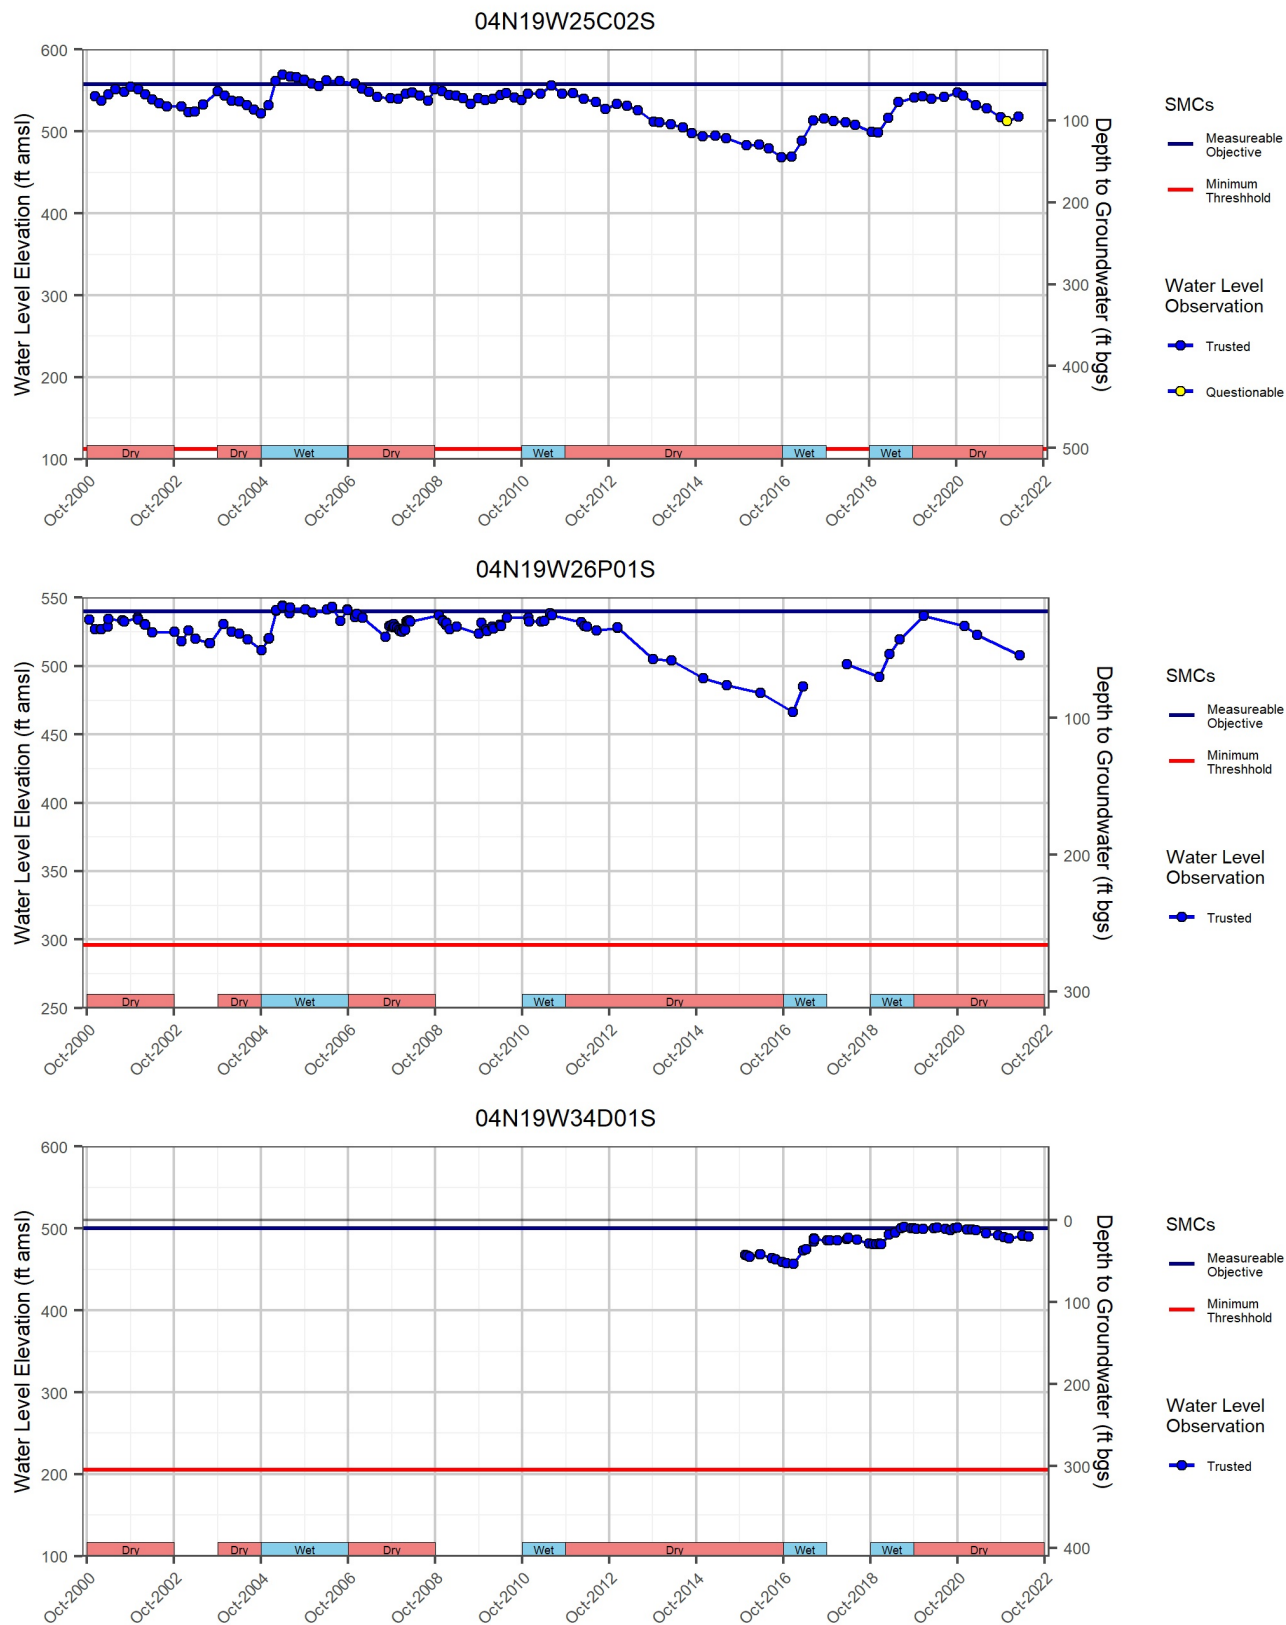 04N19W25C02S
Water Level Elevation (ft amsl)
600
500
400
300
200
100
Depth to Groundwater (ft bgs)
100
200
300
400
500
Dry
Dry
Wet
Dry
Wet
Dry
Wet
Wet
Dry
Oct-2000
Oct-2002
Oct-2004
Oct-2006
Oct-2008
Oct-2010
Oct-2012
Oct-2014
Oct-2016
Oct-2018
Oct-2020
Oct-2022
SMCs
Measureable
Objective
Minimum
Threshhold
Water Level
Observation
Trusted
Questionable
04N19W26P01S
Water Level Elevation (ft amsl)
550
500
450
400
350
300
250
Depth to Groundwater (ft bgs)
100
200
300
Dry
Dry
Wet
Dry
Wet
Dry
Wet
Wet
Dry
Oct-2000
Oct-2002
Oct-2004
Oct-2006
Oct-2008
Oct-2010
Oct-2012
Oct-2014
Oct-2016
Oct-2018
Oct-2020
Oct-2022
SMCs
Measureable
Objective
Minimum
Threshhold
Water Level
Observation
Trusted
04N19W34D01S
Water Level Elevation (ft amsl)
600
500
400
300
200
100
Depth to Groundwater (ft bgs)
0
100
200
300
400
Dry
Dry
Wet
Dry
Wet
Dry
Wet
Wet
Dry
Oct-2000
Oct-2002
Oct-2004
Oct-2006
Oct-2008
Oct-2010
Oct-2012
Oct-2014
Oct-2016
Oct-2018
Oct-2020
Oct-2022
SMCs
Measureable
Objective
Minimum
Threshhold
Water Level
Observation
Trusted